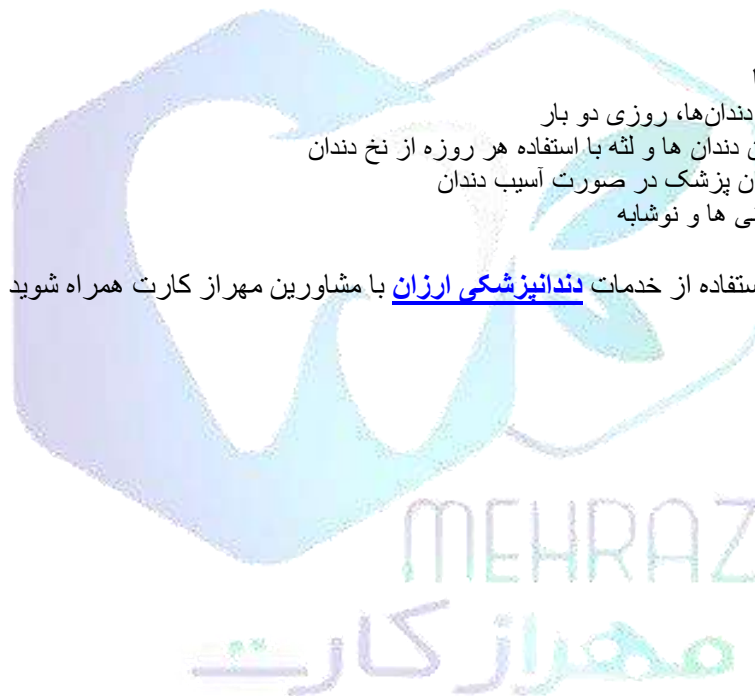 دندان‌ها، روزی دو بار
دندان ها و لثه با استفاده هر روزه از نخ دندان
پزشک در صورت آسیب دندان
ها و نوشابه
استفاده از خدمات دندانپزشکی ارزان با مشاورین مهراز کارت همراه شوید
MEHRAZ
مهراز کارت